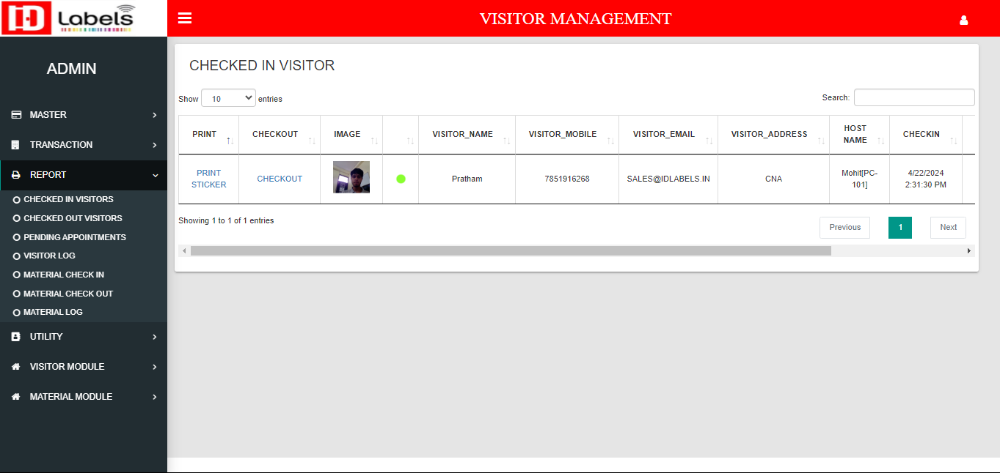 iD Labels
VISITOR MANAGEMENT
ADMIN
MASTER
TRANSACTION
REPORT
CHECKED IN VISITORS
CHECKED OUT VISITORS
PENDING APPOINTMENTS
VISITOR LOG
MATERIAL CHECK IN
MATERIAL CHECK OUT
MATERIAL LOG
UTILITY
VISITOR MODULE
MATERIAL MODULE
CHECKED IN VISITOR
Show 10 entries
Search:
PRINT CHECKOUT IMAGE VISITOR_NAME VISITOR_MOBILE VISITOR_EMAIL VISITOR_ADDRESS HOST NAME CHECKIN
PRINT STICKER CHECKOUT Pratham 7851916268 SALES@IDLABELS.IN CNA Mohit[PC-101] 4/22/2024 2:31:30 PM
Showing 1 to 1 of 1 entries
Previous 1 Next